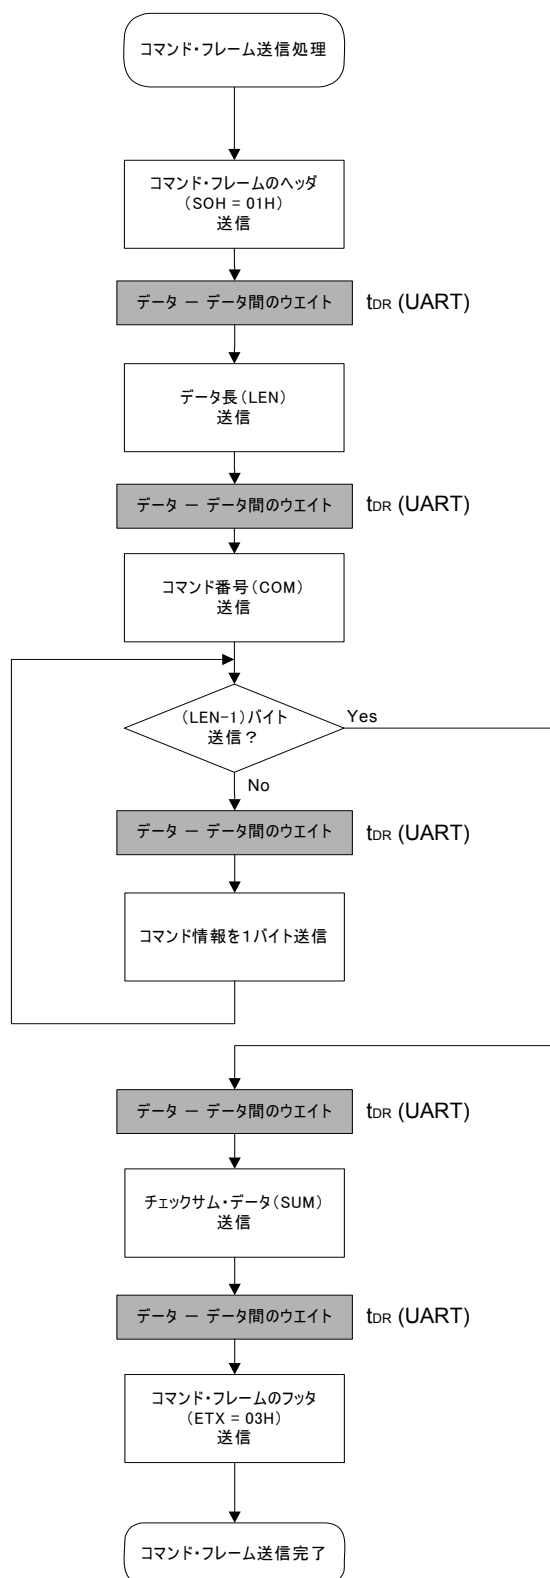 コマンド・フレーム送信処理
コマンド・フレームのヘッダ
(SOH = 01H)
送信
データ － データ間のウエイト
tDR (UART)
データ長(LEN)
送信
データ － データ間のウエイト
tDR (UART)
コマンド番号(COM)
送信
(LEN-1)バイト
送信？
Yes
No
データ － データ間のウエイト
tDR (UART)
コマンド情報を1バイト送信
データ － データ間のウエイト
tDR (UART)
チェックサム・データ(SUM)
送信
データ － データ間のウエイト
tDR (UART)
コマンド・フレームのフッタ
(ETX = 03H)
送信
コマンド・フレーム送信完了